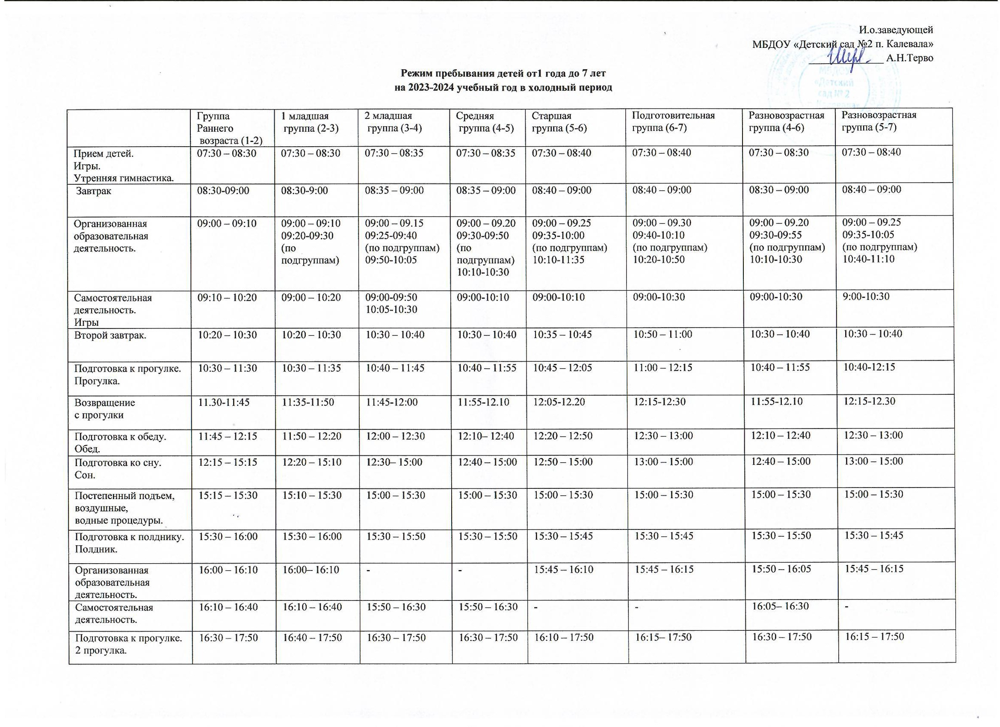 И.о.заведующей
МБДОУ «Детский сад №2 п. Калевала»
А.Н.Терво
МБДОУ
«Детский
сад № 2
Режим пребывания детей от1 года до 7 лет
на 2023-2024 учебный год в холодный период
Группа Раннего возраста (1-2) 1 младшая группа (2-3) 2 младшая группа (3-4) Средняя группа (4-5) Старшая группа (5-6) Подготовительная группа (6-7) Разновозрастная группа (4-6) Разновозрастная группа (5-7)
Прием детей. Игры. Утренняя гимнастика. 07:30 – 08:30 07:30 – 08:30 07:30 – 08:35 07:30 – 08:35 07:30 – 08:40 07:30 – 08:40 07:30 – 08:30 07:30 – 08:40
Завтрак 08:30-09:00 08:30-9:00 08:35 – 09:00 08:35 – 09:00 08:40 – 09:00 08:40 – 09:00 08:30 – 09:00 08:40 – 09:00
Организованная образовательная деятельность. 09:00 – 09:10 09:00 – 09:10 09:20-09:30 (по подгруппам) 09:00 – 09.15 09:25-09:40 (по подгруппам) 09:50-10:05 09:00 – 09.20 09:30-09:50 (по подгруппам) 10:10-10:30 09:00 – 09.25 09:35-10:00 (по подгруппам) 10:10-11:35 09:00 – 09.30 09:40-10:10 (по подгруппам) 10:20-10:50 09:00 – 09.20 09:30-09:55 (по подгруппам) 10:10-10:30 09:00 – 09.25 09:35-10:05 (по подгруппам) 10:40-11:10
Самостоятельная деятельность. Игры 09:10 – 10:20 09:00 – 10:20 09:00-09:50 10:05-10:30 09:00-10:10 09:00-10:10 09:00-10:30 09:00-10:30 9:00-10:30
Второй завтрак. 10:20 – 10:30 10:20 – 10:30 10:30 – 10:40 10:30 – 10:40 10:35 – 10:45 10:50 – 11:00 10:30 – 10:40 10:30 – 10:40
Подготовка к прогулке. Прогулка. 10:30 – 11:30 10:30 – 11:35 10:40 – 11:45 10:40 – 11:55 10:45 – 12:05 11:00 – 12:15 10:40 – 11:55 10:40-12:15
Возвращение с прогулки 11.30-11:45 11:35-11:50 11:45-12:00 11:55-12.10 12:05-12.20 12:15-12:30 11:55-12.10 12:15-12.30
Подготовка к обеду. Обед. 11:45 – 12:15 11:50 – 12:20 12:00 – 12:30 12:10– 12:40 12:20 – 12:50 12:30 – 13:00 12:10 – 12:40 12:30 – 13:00
Подготовка ко сну. Сон. 12:15 – 15:15 12:20 – 15:10 12:30– 15:00 12:40 – 15:00 12:50 – 15:00 13:00 – 15:00 12:40 – 15:00 13:00 – 15:00
Постепенный подъем, воздушные, водные процедуры. 15:15 – 15:30 15:10 – 15:30 15:00 – 15:30 15:00 – 15:30 15:00 – 15:30 15:00 – 15:30 15:00 – 15:30 15:00 – 15:30
Подготовка к полднику. Полдник. 15:30 – 16:00 15:30 – 16:00 15:30 – 15:50 15:30 – 15:50 15:30 – 15:45 15:30 – 15:45 15:30 – 15:50 15:30 – 15:45
Организованная образовательная деятельность. 16:00 – 16:10 16:00– 16:10 - - 15:45 – 16:10 15:45 – 16:15 15:50 – 16:05 15:45 – 16:15
Самостоятельная деятельность. 16:10 – 16:40 16:10 – 16:40 15:50 – 16:30 15:50 – 16:30 - - 16:05– 16:30 -
Подготовка к прогулке. 2 прогулка. 16:30 – 17:50 16:40 – 17:50 16:30 – 17:50 16:30 – 17:50 16:10 – 17:50 16:15– 17:50 16:30 – 17:50 16:15 – 17:50